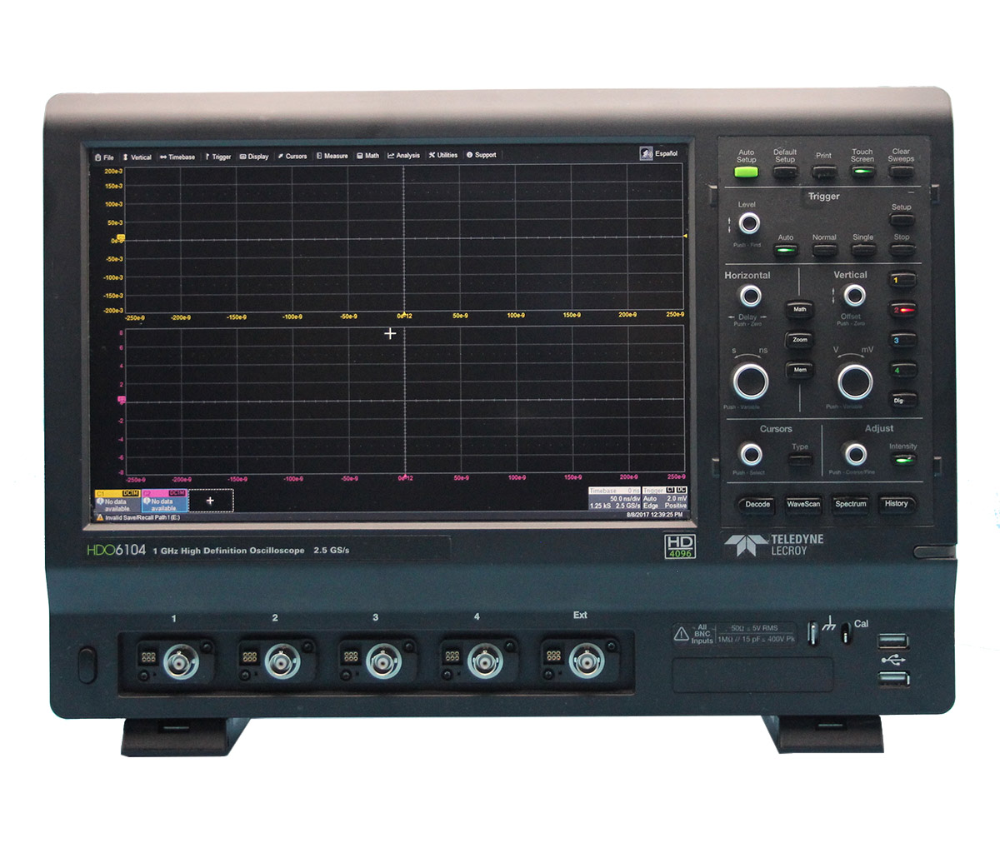 File Vertical Timebase Trigger Display Cursors Measure Math Analysis Utilities Support Español
200e-3
150e-3
100e-3
50e-3
0e-3
-50e-3
-100e-3
-150e-3
-200e-3
-250e-9 -200e-9 -150e-9 -100e-9 -50e-9 0e-12 50e-9 100e-9 150e-9 200e-9 250e-9
8
6
4
2
-2
-4
-6
-8
-250e-9 -200e-9 -150e-9 -100e-9 -50e-9 0e-12 50e-9 100e-9 150e-9 200e-9 250e-9
C1 DC1M
No data
available
DC1M
No data
available
+
Timebase 0 ns
50.0 ns/div
1.25 kS 2.5 GS/s
Trigger C1 DC
Auto 2.0 mV
Edge Positive
Invalid Save/Recall Path ! (E:)
8/8/2017 12:39:25 PM
Auto
Setup
Default
Setup
Print
Touch
Screen
Clear
Sweeps
Trigger
Level
Push - Find
Setup
Auto Normal Single Stop
Horizontal
Delay
Push - Zero
s ns
Push - Variable
Math
Zoom
Mem
Vertical
Offset
Push - Zero
V mV
Push - Variable
1
2
3
4
Dig
Cursors
Type
Push - Select
Adjust
Intensity
Push - Coarse/Fine
Decode WaveScan Spectrum History
HDO6104 1 GHz High Definition Oscilloscope 2.5 GS/s
HD
4096
TELEDYNE
LECROY
1 2 3 4 Ext
All
BNC
Inputs
50Ω ≤ 5V RMS
1MΩ // 15 pF ≤ 400V Pk
Cal